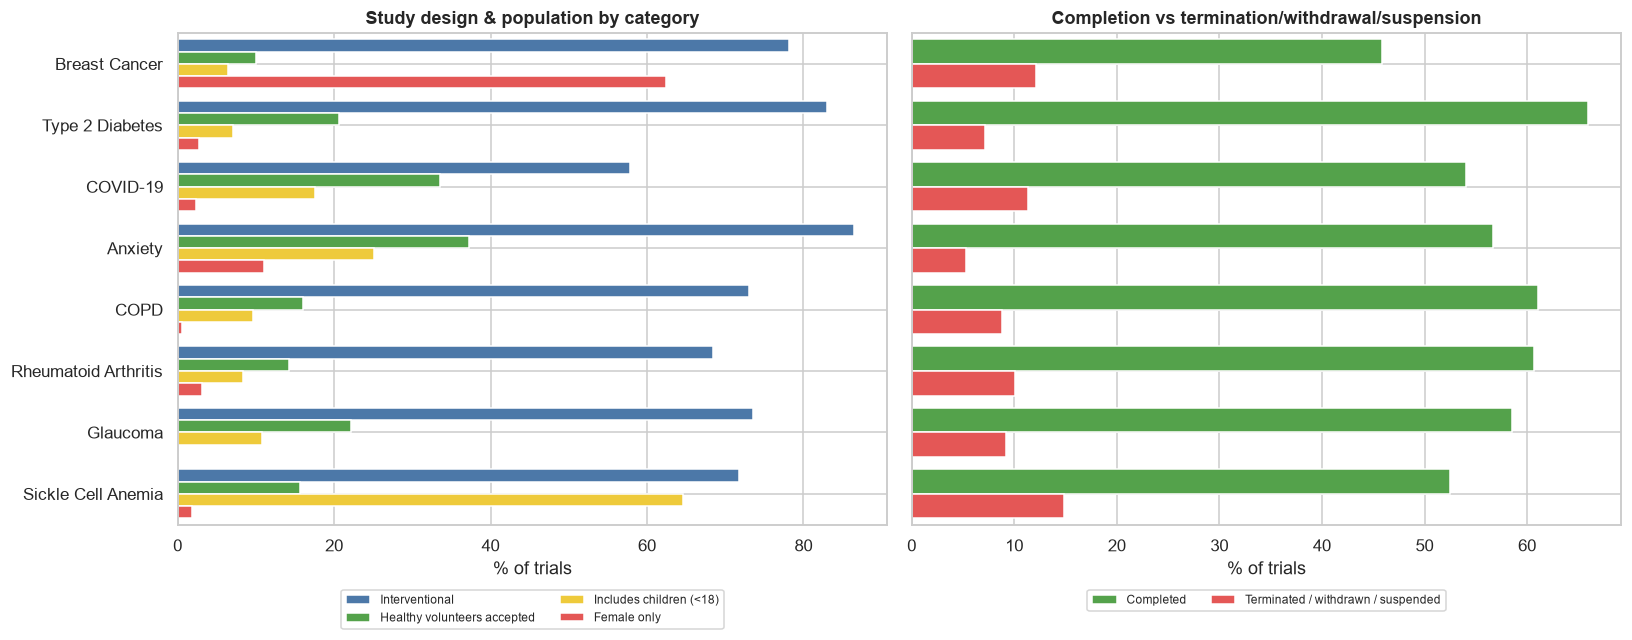 Study design & population by category
Breast Cancer
Type 2 Diabetes
COVID-19
Anxiety
COPD
Rheumatoid Arthritis
Glaucoma
Sickle Cell Anemia
0 20 40 60 80
% of trials
Interventional
Healthy volunteers accepted
Includes children (<18)
Female only
Completion vs termination/withdrawal/suspension
0 10 20 30 40 50 60
% of trials
Completed
Terminated / withdrawn / suspended